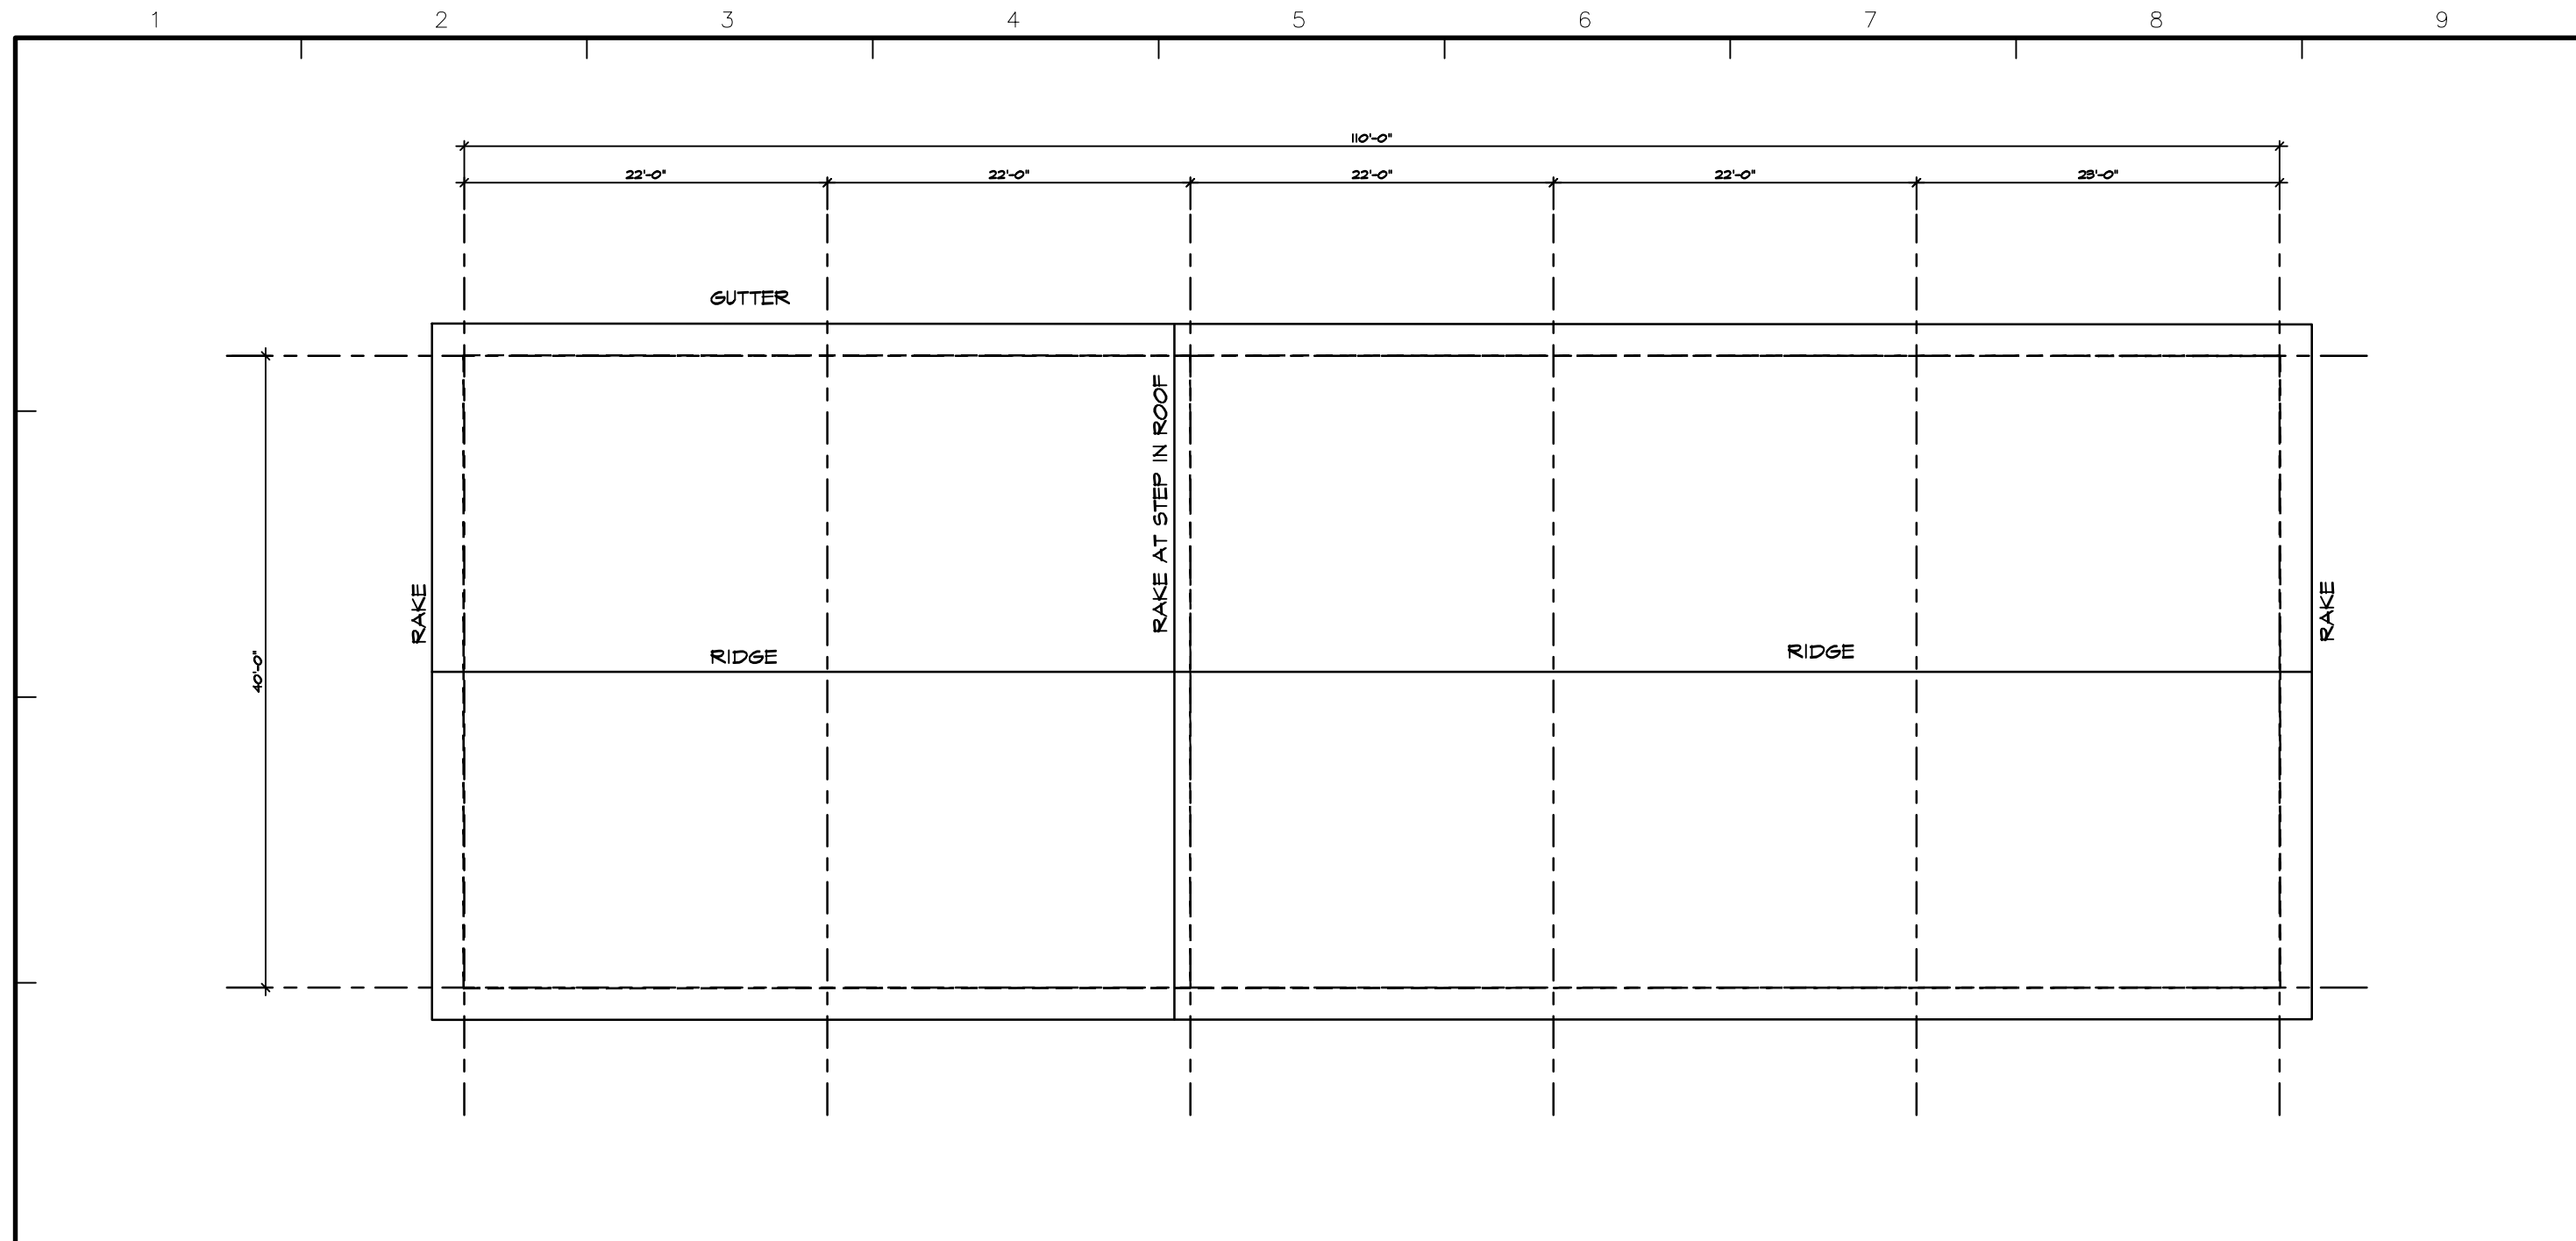 1 2 3 4 5 6 7 8 9
110'-0"
22'-0" 22'-0" 22'-0" 22'-0" 23'-0"
GUTTER
RAKE AT STEP IN ROOF
RAKE
RAKE
40'-0"
RIDGE
RIDGE